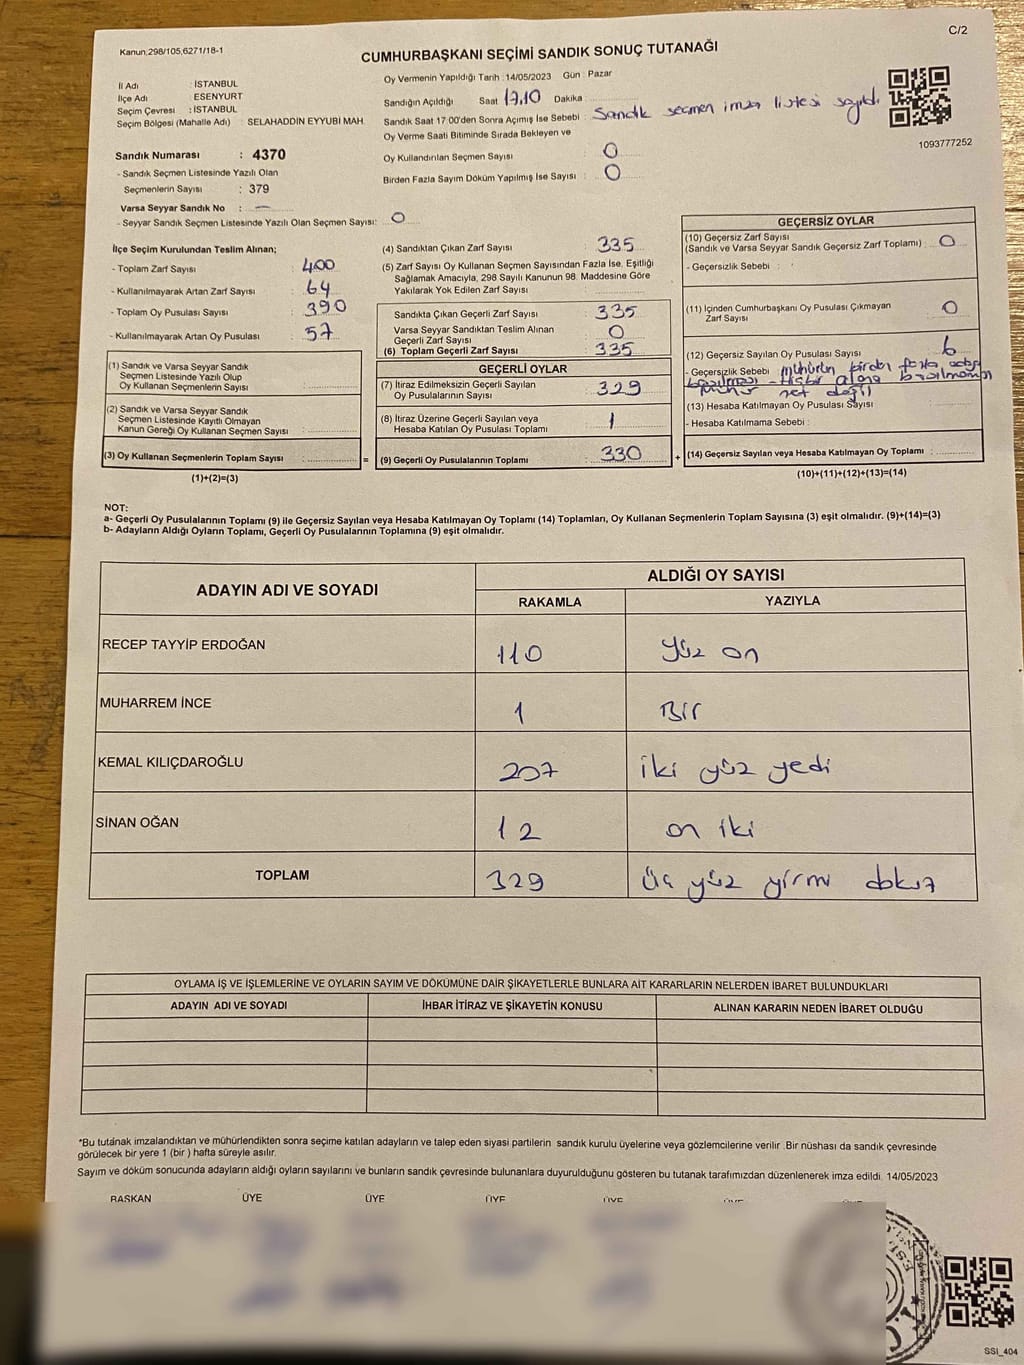 C/2
Kanun,298/105,6271/18-1
CUMHURBAŞKANI SEÇİMİ SANDIK SONUÇ TUTANAĞI
İl Adı : İSTANBUL
İlçe Adı : ESENYURT
Seçim Çevresi : İSTANBUL
Seçim Bölgesi (Mahalle Adı) : SELAHADDİN EYYUBİ MAH.
Oy Vermenin Yapıldığı Tarih : 14/05/2023 Gün : Pazar
Sandığın Açıldığı Saat 17.10 Dakika :
Sandık Saat 17:00'den Sonra Açımış İse Sebebi : Sandık seçmen imza listesi sayıldı
Oy Verme Saati Bitiminde Sırada Bekleyen ve
Oy Kullandırılan Seçmen Sayısı : 0
Birden Fazla Sayım Döküm Yapılmış İse Sayısı : 0
1093777252
Sandık Numarası : 4370
- Sandık Seçmen Listesinde Yazılı Olan
Seçmenlerin Sayısı : 379
Varsa Seyyar Sandık No : —
- Seyyar Sandık Seçmen Listesinde Yazılı Olan Seçmen Sayısı: 0
İlçe Seçim Kurulundan Teslim Alınan;
- Toplam Zarf Sayısı : 400
- Kullanılmayarak Artan Zarf Sayısı : 64
- Toplam Oy Pusulası Sayısı : 390
- Kullanılmayarak Artan Oy Pusulası : 57
(1) Sandık ve Varsa Seyyar Sandık
Seçmen Listesinde Yazılı Olup
Oy Kullanan Seçmenlerin Sayısı
(2) Sandık ve Varsa Seyyar Sandık
Seçmen Listesinde Kayıtlı Olmayan
Kanun Gereği Oy Kullanan Seçmen Sayısı :
(3) Oy Kullanan Seçmenlerin Toplam Sayısı :
(1)+(2)=(3)
(4) Sandıktan Çıkan Zarf Sayısı : 335
(5) Zarf Sayısı Oy Kullanan Seçmen Sayısından Fazla İse, Eşitliği
Sağlamak Amacıyla, 298 Sayılı Kanunun 98. Maddesine Göre
Yakılarak Yok Edilen Zarf Sayısı :
Sandıkta Çıkan Geçerli Zarf Sayısı : 335
Varsa Seyyar Sandıktan Teslim Alınan
Geçerli Zarf Sayısı : 0
(6) Toplam Geçerli Zarf Sayısı : 335
GEÇERLİ OYLAR
(7) İtiraz Edilmeksizin Geçerli Sayılan
Oy Pusulalarının Sayısı : 329
(8) İtiraz Üzerine Geçerli Sayılan veya
Hesaba Katılan Oy Pusulası Toplamı : 1
= (9) Geçerli Oy Pusulalarının Toplamı : 330
GEÇERSİZ OYLAR
(10) Geçersiz Zarf Sayısı
(Sandık ve Varsa Seyyar Sandık Geçersiz Zarf Toplamı) : 0
- Geçersizlik Sebebi :
(11) İçinden Cumhurbaşkanı Oy Pusulası Çıkmayan
Zarf Sayısı : 0
(12) Geçersiz Sayılan Oy Pusulası Sayısı : 6
- Geçersizlik Sebebi : mühürün birden fazla
basılması - Hiçbir alana basılmaması
mühür net değil
(13) Hesaba Katılmayan Oy Pusulası Sayısı :
- Hesaba Katılmama Sebebi :
+ (14) Geçersiz Sayılan veya Hesaba Katılmayan Oy Toplamı :
(10)+(11)+(12)+(13)=(14)
NOT:
a- Geçerli Oy Pusulalarının Toplamı (9) ile Geçersiz Sayılan veya Hesaba Katılmayan Oy Toplamı (14) Toplamları, Oy Kullanan Seçmenlerin Toplam Sayısına (3) eşit olmalıdır. (9)+(14)=(3)
b- Adayların Aldığı Oyların Toplamı, Geçerli Oy Pusulalarının Toplamına (9) eşit olmalıdır.
ADAYIN ADI VE SOYADI ALDIĞI OY SAYISI
RAKAMLA YAZIYLA
RECEP TAYYİP ERDOĞAN 110 yüz on
MUHARREM İNCE 1 Bir
KEMAL KILIÇDAROĞLU 207 iki yüz yedi
SİNAN OĞAN 12 on iki
TOPLAM 329 Üç yüz yirmi dokuz
OYLAMA İŞ VE İŞLEMLERİNE VE OYLARIN SAYIM VE DÖKÜMÜNE DAİR ŞİKAYETLERLE BUNLARA AİT KARARLARIN NELERDEN İBARET BULUNDUKLARI
ADAYIN ADI VE SOYADI İHBAR İTİRAZ VE ŞİKAYETİN KONUSU ALINAN KARARIN NEDEN İBARET OLDUĞU
*Bu tutanak imzalandıktan ve mühürlendikten sonra seçime katılan adayların ve talep eden siyasi partilerin sandık kurulu üyelerine veya gözlemcilerine verilir .Bir nüshası da sandık çevresinde
görülecek bir yere 1 (bir ) hafta süreyle asılır.
Sayım ve döküm sonucunda adayların aldığı oyların sayılarını ve bunların sandık çevresinde bulunanlara duyurulduğunu gösteren bu tutanak tarafımızdan düzenlenerek imza edildi. 14/05/2023
BAŞKAN ÜYE ÜYE ÜYE ÜYE ÜYE ÜYE
SSI_404